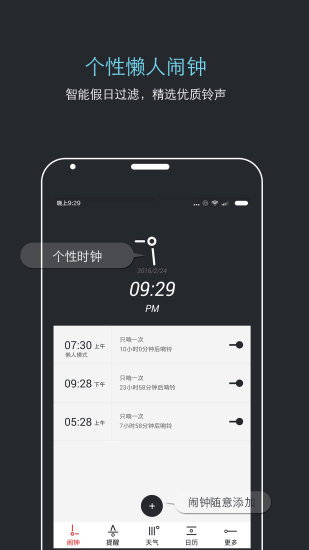 个性懒人闹钟
智能假日过滤，精选优质铃声
晚上9:29
个性时钟
2016/2/24
09:29
PM
07:30 上午
懒人模式
只响一次
10小时0分钟后响铃
09:28 下午
只响一次
23小时58分钟后响铃
05:28 上午
只响一次
7小时58分钟后响铃
闹钟随意添加
闹钟
提醒
天气
日历
更多